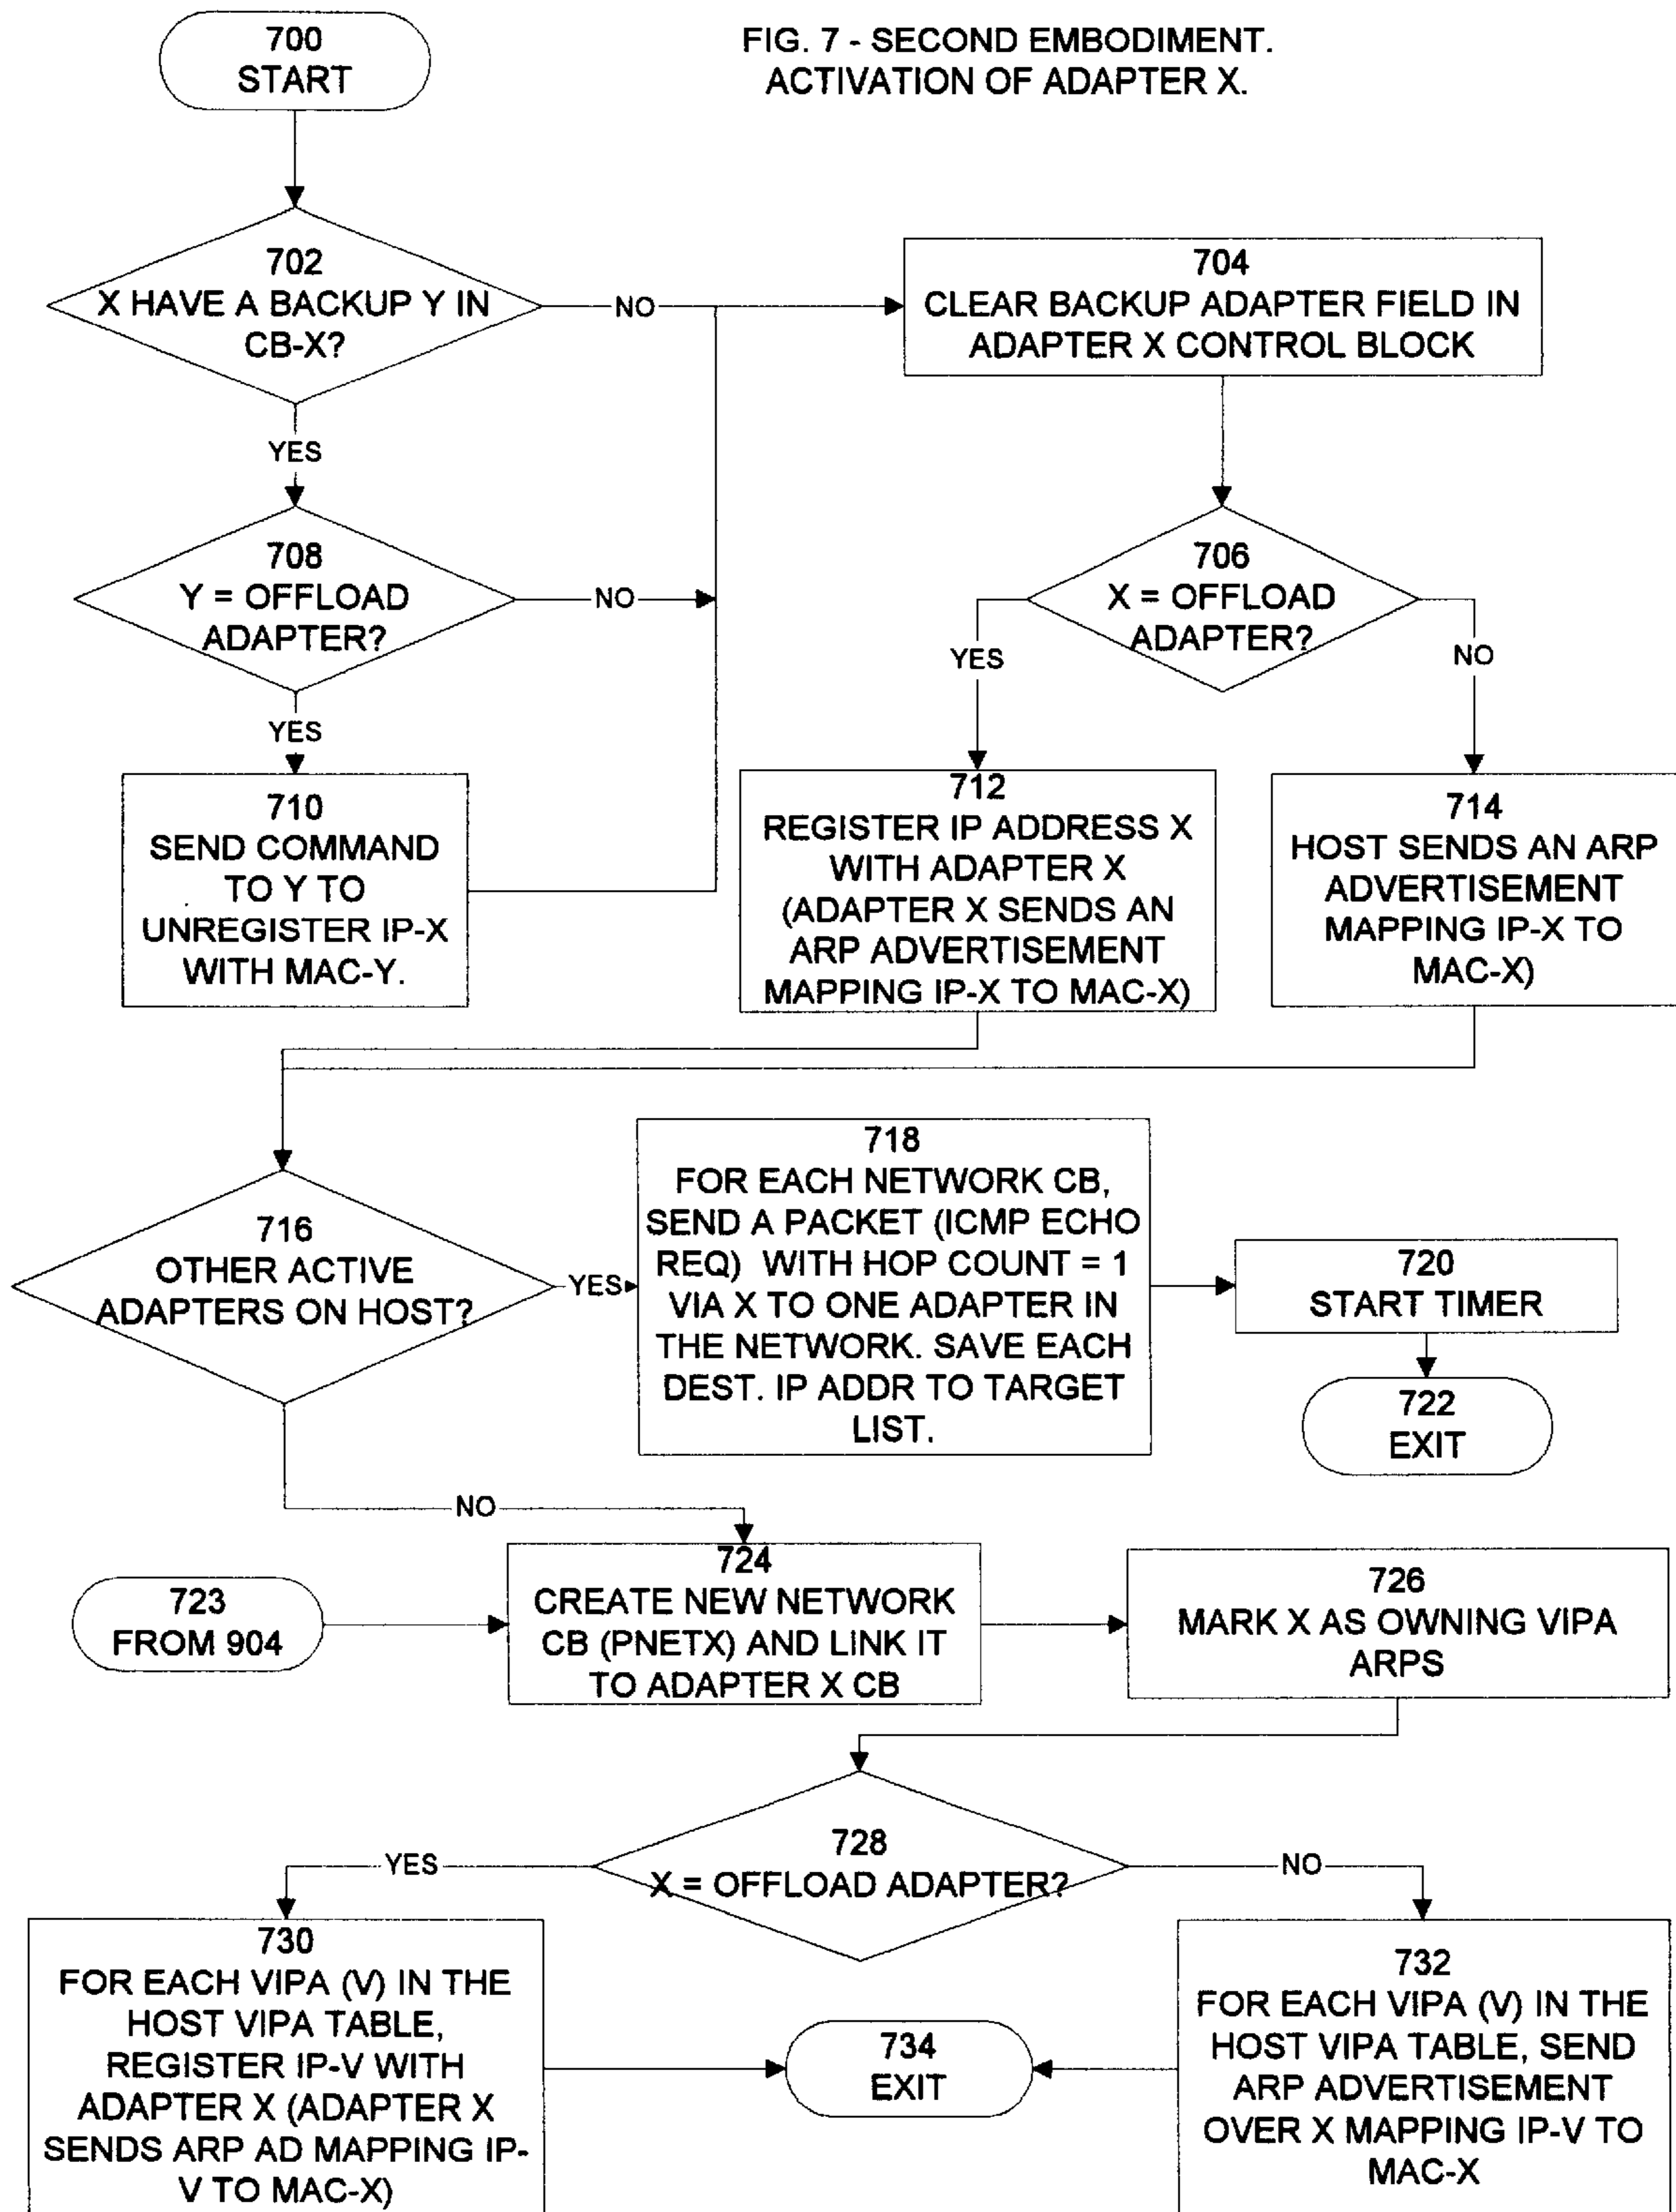 FIG. 7 - SECOND EMBODIMENT.
ACTIVATION OF ADAPTER X.
700
START
702
X HAVE A BACKUP Y IN
CB-X?
NO
YES
704
CLEAR BACKUP ADAPTER FIELD IN
ADAPTER X CONTROL BLOCK
708
Y = OFFLOAD
ADAPTER?
NO
YES
706
X = OFFLOAD
ADAPTER?
YES
NO
710
SEND COMMAND
TO Y TO
UNREGISTER IP-X
WITH MAC-Y.
712
REGISTER IP ADDRESS X
WITH ADAPTER X
(ADAPTER X SENDS AN
ARP ADVERTISEMENT
MAPPING IP-X TO MAC-X)
714
HOST SENDS AN ARP
ADVERTISEMENT
MAPPING IP-X TO
MAC-X)
716
OTHER ACTIVE
ADAPTERS ON HOST?
YES
NO
718
FOR EACH NETWORK CB,
SEND A PACKET (ICMP ECHO
REQ) WITH HOP COUNT = 1
VIA X TO ONE ADAPTER IN
THE NETWORK. SAVE EACH
DEST. IP ADDR TO TARGET
LIST.
720
START TIMER
722
EXIT
723
FROM 904
724
CREATE NEW NETWORK
CB (PNETX) AND LINK IT
TO ADAPTER X CB
726
MARK X AS OWNING VIPA
ARPS
728
X = OFFLOAD ADAPTER?
YES
NO
730
FOR EACH VIPA (V) IN THE
HOST VIPA TABLE,
REGISTER IP-V WITH
ADAPTER X (ADAPTER X
SENDS ARP AD MAPPING IP-
V TO MAC-X)
734
EXIT
732
FOR EACH VIPA (V) IN THE
HOST VIPA TABLE, SEND
ARP ADVERTISEMENT
OVER X MAPPING IP-V TO
MAC-X